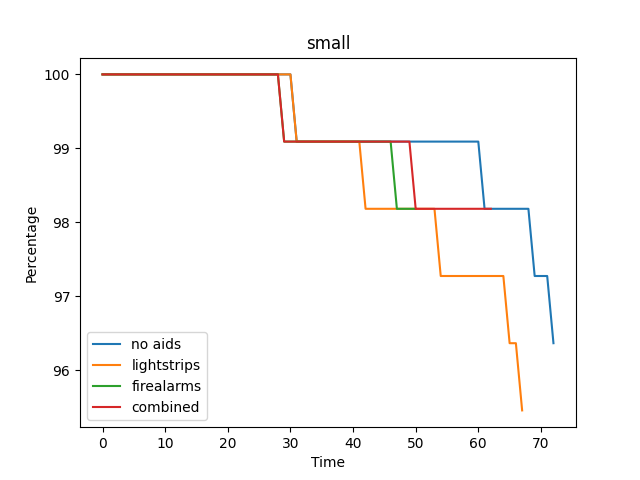 small
100
99
98
97
96
Percentage
no aids
lightstrips
firealarms
combined
0 10 20 30 40 50 60 70
Time